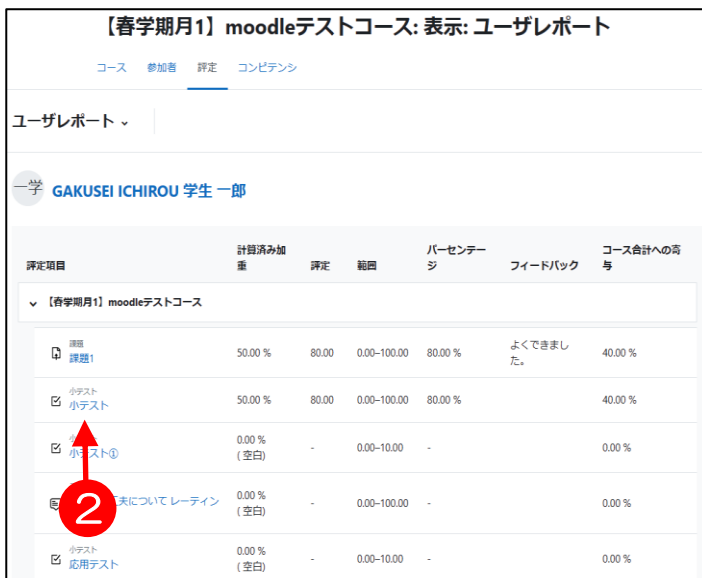 【春学期月1】moodleテストコース: 表示: ユーザレポート
コース 参加者 評定 コンピテンシ
ユーザレポート
一学 GAKUSEI ICHIROU 学生 一郎
評定項目 計算済み加重 評定 範囲 パーセンテージ フィードバック コース合計への寄与
【春学期月1】moodleテストコース
課題
課題1 50.00 % 80.00 0.00–100.00 80.00 % よくできました。 40.00 %
小テスト
小テスト 50.00 % 80.00 0.00–100.00 80.00 % 40.00 %
小テスト① 0.00 % (空白) - 0.00–10.00 - 0.00 %
2
夫について レーティン 0.00 % (空白) - 0.00–100.00 - 0.00 %
小テスト
応用テスト 0.00 % (空白) - 0.00–10.00 - 0.00 %